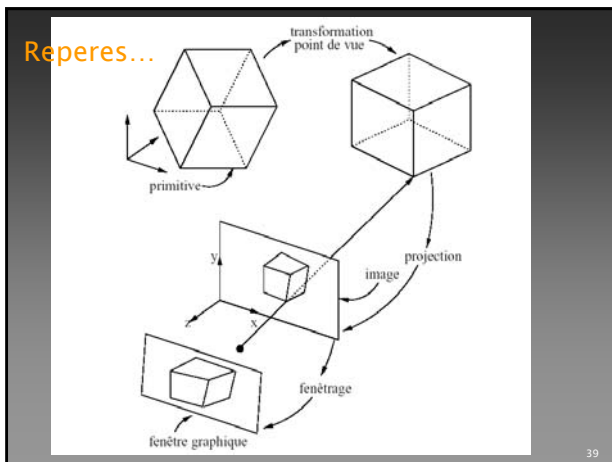 Reperes...
transformation
point de vue
primitive
projection
image
y
x
z
fenêtrage
fenêtre graphique
39